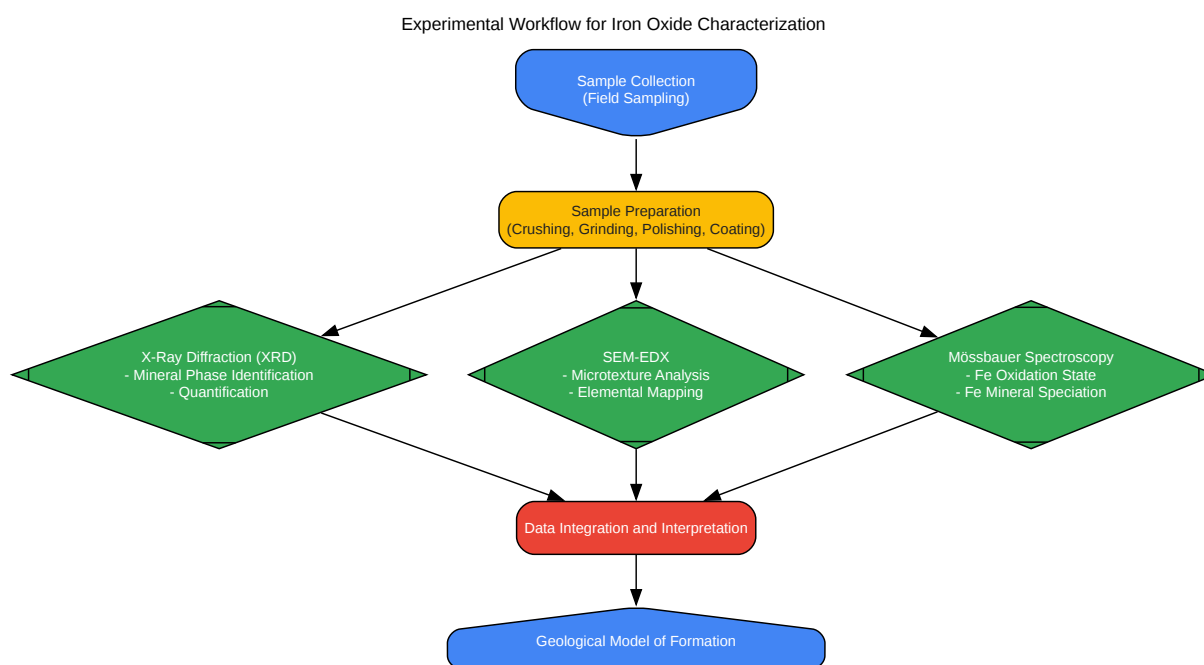 Experimental Workflow for Iron Oxide Characterization
Sample Collection
(Field Sampling)
Sample Preparation
(Crushing, Grinding, Polishing, Coating)
X-Ray Diffraction (XRD)
- Mineral Phase Identification
- Quantification
SEM-EDX
- Microtexture Analysis
- Elemental Mapping
Mössbauer Spectroscopy
- Fe Oxidation State
- Fe Mineral Speciation
Data Integration and Interpretation
Geological Model of Formation